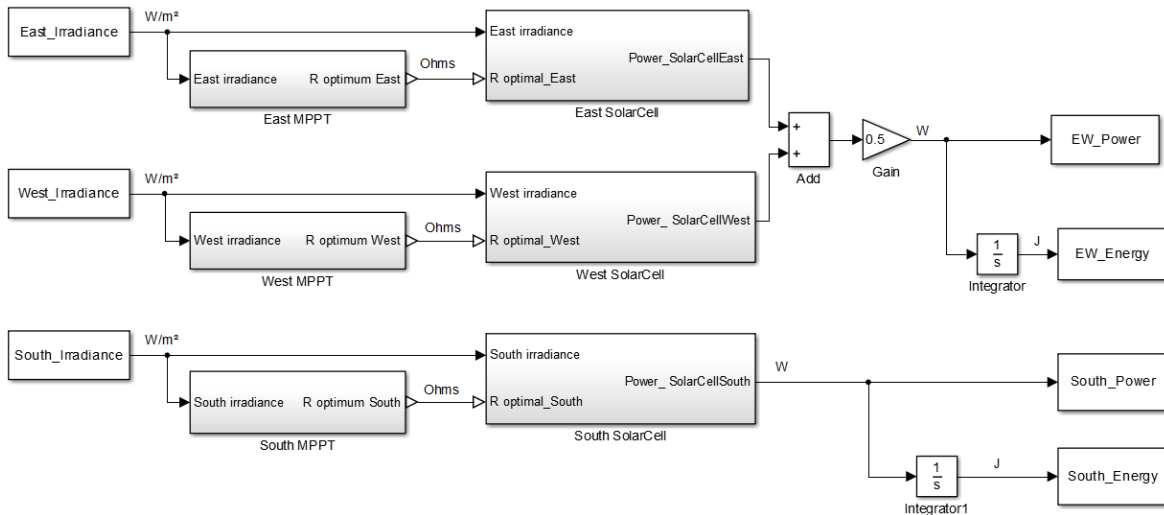 W/m²
East_Irradiance
East irradiance
Power_SolarCellEast
Ohms
East irradiance
R optimum East
R optimal_East
East MPPT
East SolarCell
+
+
Add
0.5
Gain
W
EW_Power
W/m²
West_Irradiance
West irradiance
Power_ SolarCellWest
Ohms
West irradiance
R optimum West
R optimal_West
West MPPT
West SolarCell
1
s
Integrator
J
EW_Energy
W/m²
South_Irradiance
South irradiance
Power_ SolarCellSouth
W
South_Power
Ohms
South irradiance
R optimum South
R optimal_South
South MPPT
South SolarCell
1
s
Integrator1
J
South_Energy